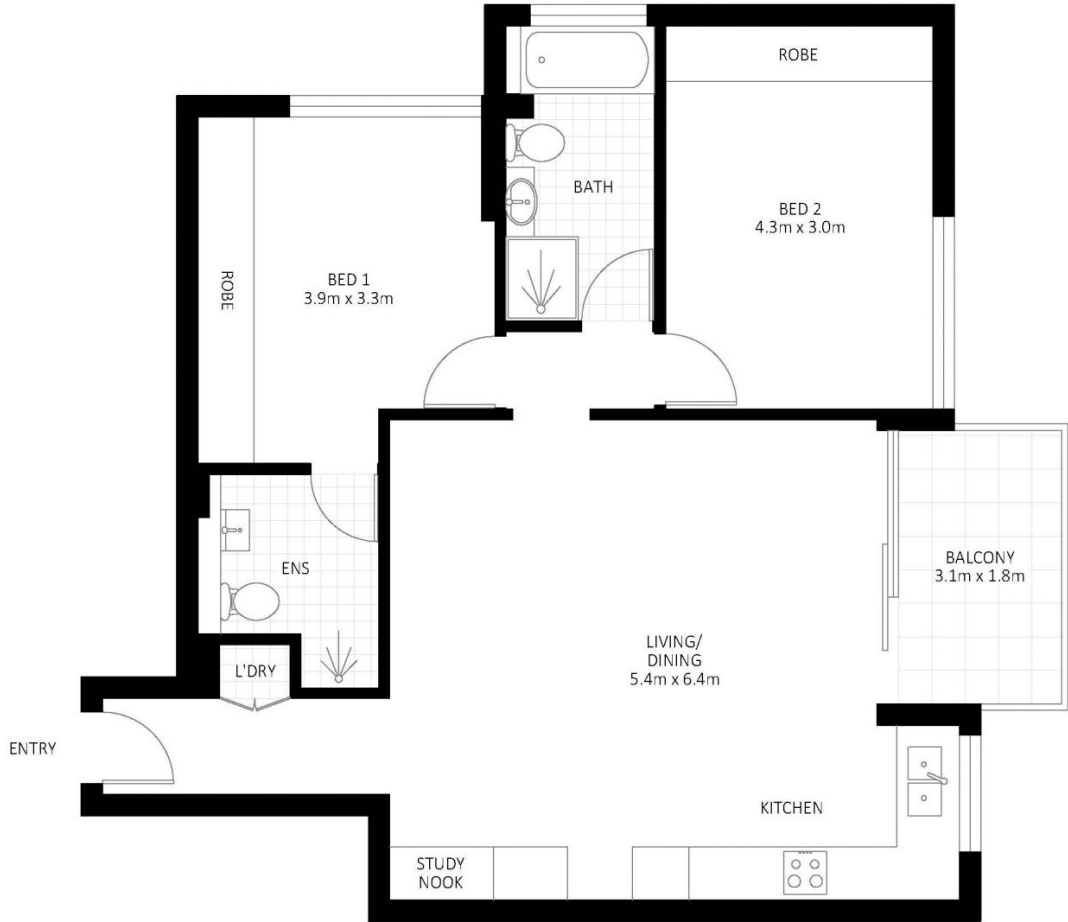 ROBE
BATH
BED 2
4.3m x 3.0m
ROBE
BED 1
3.9m x 3.3m
ENS
BALCONY
3.1m x 1.8m
LIVING/
DINING
5.4m x 6.4m
L'DRY
ENTRY
KITCHEN
STUDY
NOOK